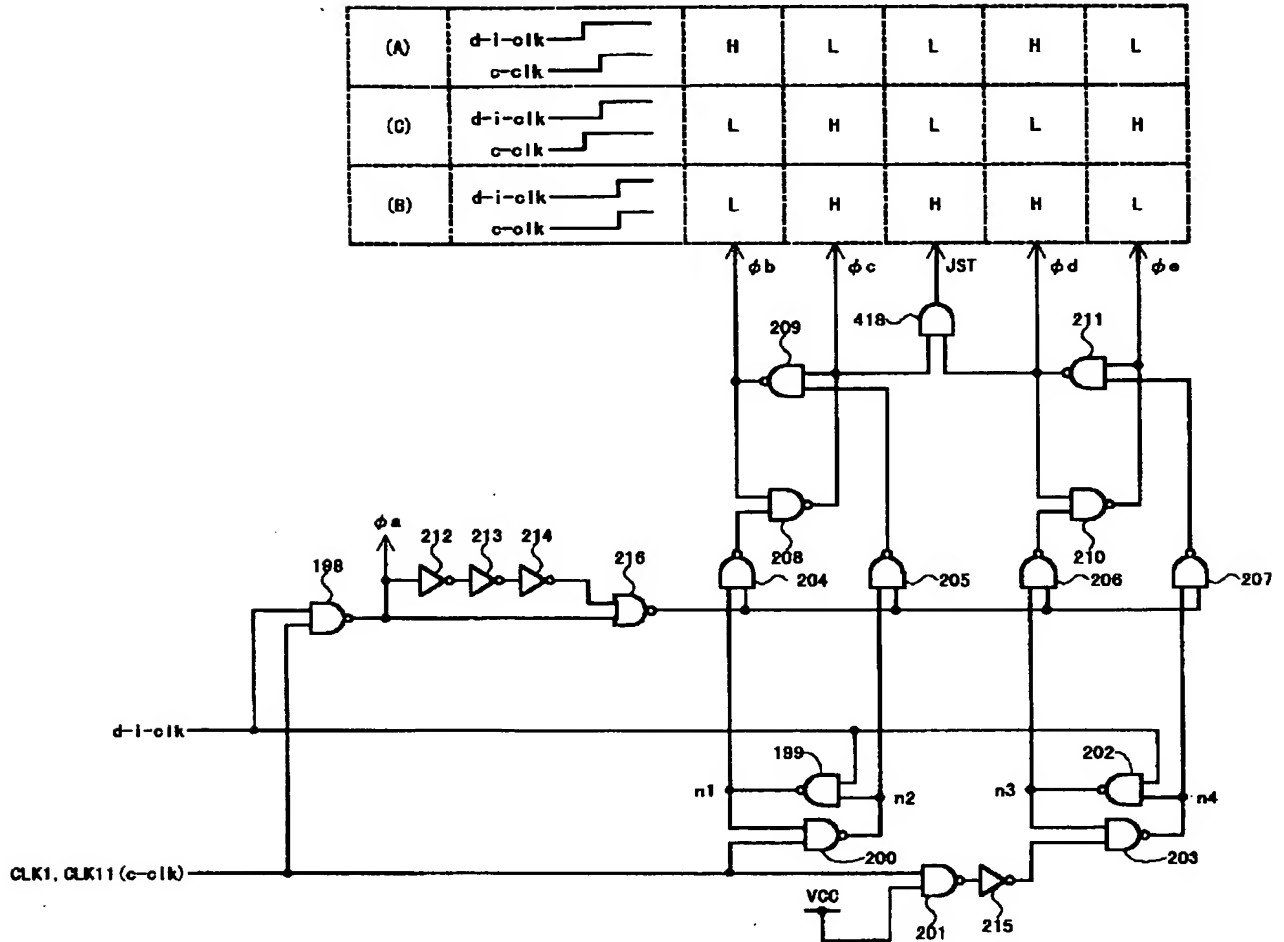 (A) d-i-clk H L L H L
c-clk
(C) d-i-clk L H L L H
c-clk
(B) d-i-clk L H H H L
c-clk
φb φc JST φd φe
418
209 211
φa
212 213 214 208 210
198 216
204 205 206 207
d-i-clk
199 202
n1 n2 n3 n4
200 203
CLK1, CLK11(c-clk)
VCC
201 215